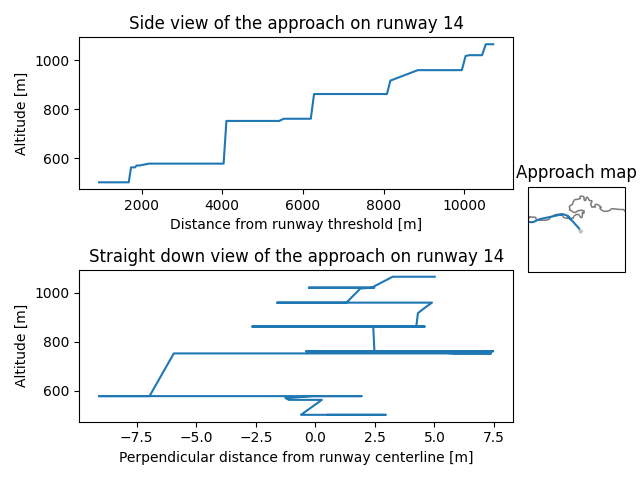 Side view of the approach on runway 14
Altitude [m]
1000
800
600
2000
4000
6000
8000
10000
Distance from runway threshold [m]
Approach map
Straight down view of the approach on runway 14
Altitude [m]
1000
800
600
−7.5
−5.0
−2.5
0.0
2.5
5.0
7.5
Perpendicular distance from runway centerline [m]